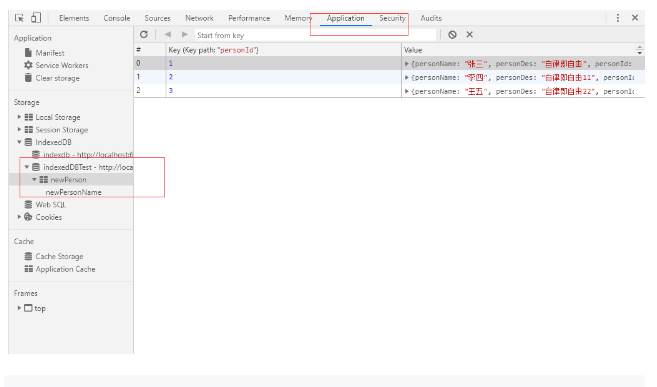 Elements Console Sources Network Performance Memory Application Security Audits
Application
Manifest
Service Workers
Clear storage
Storage
Local Storage
Session Storage
IndexedDB
indexdb - http://localhost:
indexedDBTest - http://loca
newPerson
newPersonName
Web SQL
Cookies
Cache
Cache Storage
Application Cache
Frames
top
Start from key
# Key (Key path: "personId") Value
0 1 {personName: "张三", personDes: "自律即自由", personId:
1 2 {personName: "李四", personDes: "自律即自由11", personId
2 3 {personName: "王五", personDes: "自律即自由22", personId